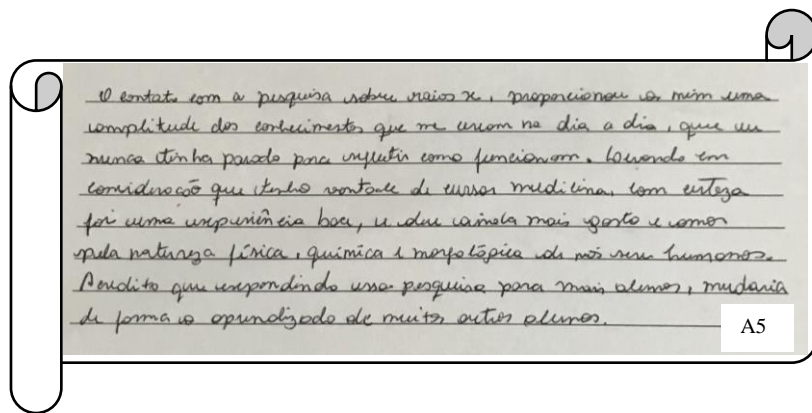 O contato com a pesquisa sobre raios x, proporcionou a mim uma
complitude dos conhecimentos que me cercam no dia a dia, que eu
nunca tinha parado pra refletir como funcionam. Levando em
consideração que tenho vontade de cursar medicina, com certeza
foi uma experiência boa, e deu ainda mais gosto e amor
pela natureza física, química e morfológica de nós seres humanos.
Acredito que expondindo essa pesquisa para mais alunos, mudaria
de forma o aprendizado de muitos outros alunos.
A5